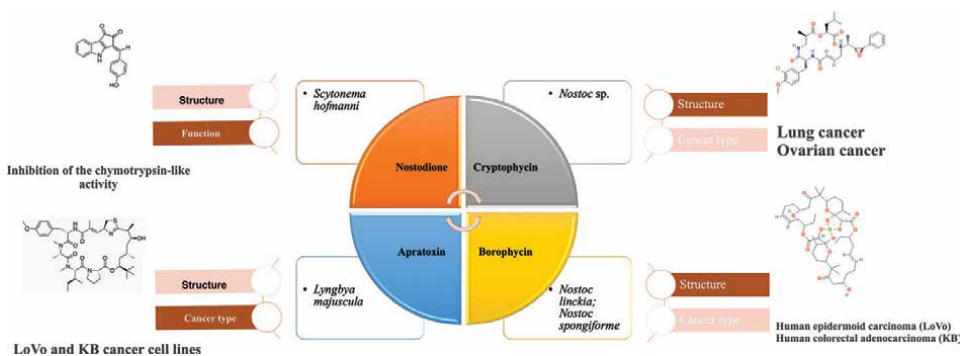 Structure
Function
Inhibition of the chymotrypsin-like
activity
• Scytonema
hofmanni
Nostodione
Cryptophycin
• Nostoc sp.
Structure
Cancer type
Lung cancer
Ovarian cancer
Structure
Cancer type
LoVo and KB cancer cell lines
• Lyngbya
majuscula
Apratoxin
Borophycin
• Nostoc
linckia;
Nostoc
spongiforme
Structure
Cancer type
Human epidermoid carcinoma (LoVo)
Human colorectal adenocarcinoma (KB)